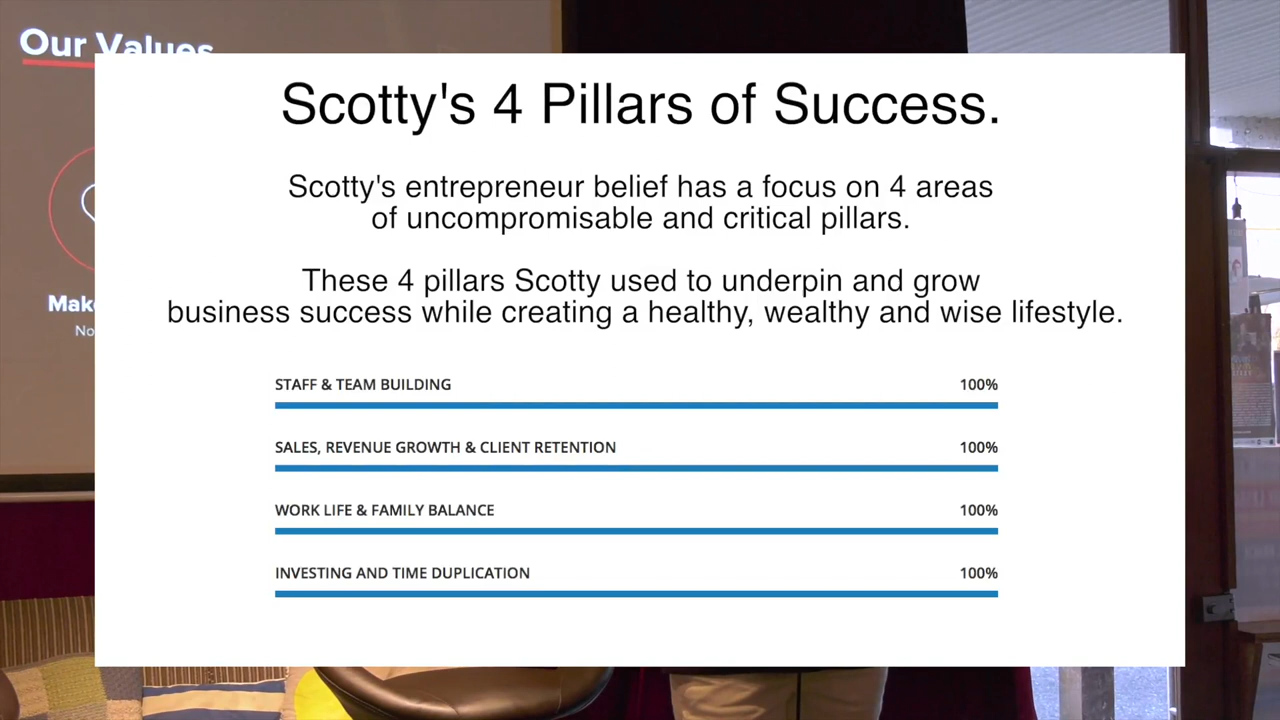 Our Values
Scotty's 4 Pillars of Success.
Scotty's entrepreneur belief has a focus on 4 areas
of uncompromisable and critical pillars.
These 4 pillars Scotty used to underpin and grow
business success while creating a healthy, wealthy and wise lifestyle.
STAFF & TEAM BUILDING 100%
SALES, REVENUE GROWTH & CLIENT RETENTION 100%
WORK LIFE & FAMILY BALANCE 100%
INVESTING AND TIME DUPLICATION 100%
Mak
No